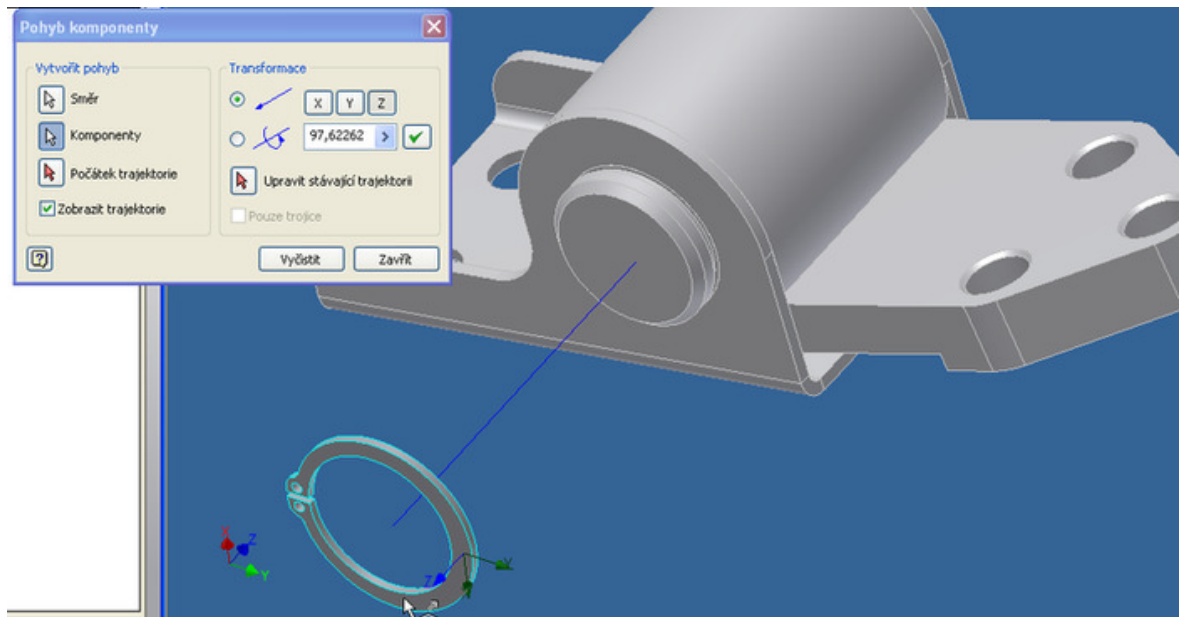 Pohyb komponenty
Vytvořit pohyb
Směr
Komponenty
Počátek trajektorie
Zobrazit trajektorie
Transformace
X Y Z
97,62262
Upravit stávající trajektorii
Pouze trojice
Vyčistit Zavřít
X
Z
Y
Z